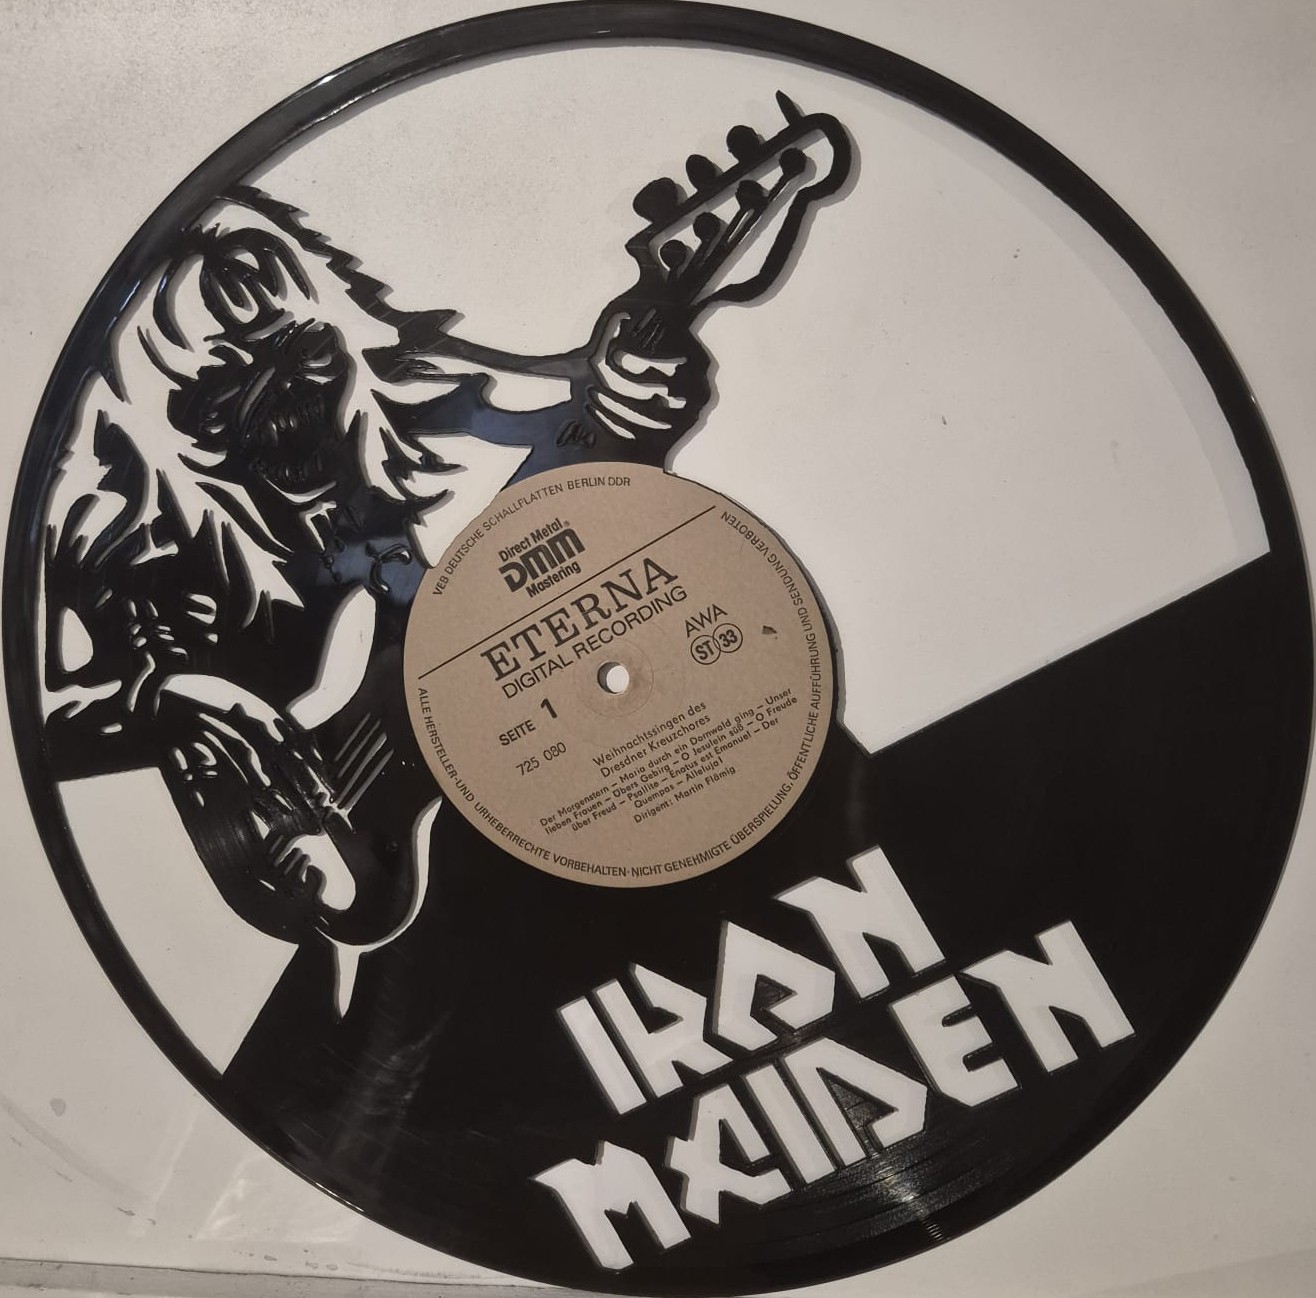 VEB DEUTSCHE SCHALLPLATTEN BERLIN DDR
Direct Metal
DMM
Mastering
ETERNA
DIGITAL RECORDING
AWA
ST 33
SEITE 1
725 080
Weihnachtssingen des
Dresdner Kreuzchores
Der Morgenstern – Maria durch ein Dornwald ging – Unser
lieben Frauen – Übers Gebirg – O Jesulein süß – O Freude
über Freud – Psallite – Enatus est Emanuel – Der
Quempas – Alleluja!
Dirigent: Martin Flämig
ALLE HERSTELLER-UND URHEBERRECHTE VORBEHALTEN·NICHT GENEHMIGTE ÜBERSPIELUNG, ÖFFENTLICHE AUFFÜHRUNG UND SENDUNG VERBOTEN
IRON
MAIDEN